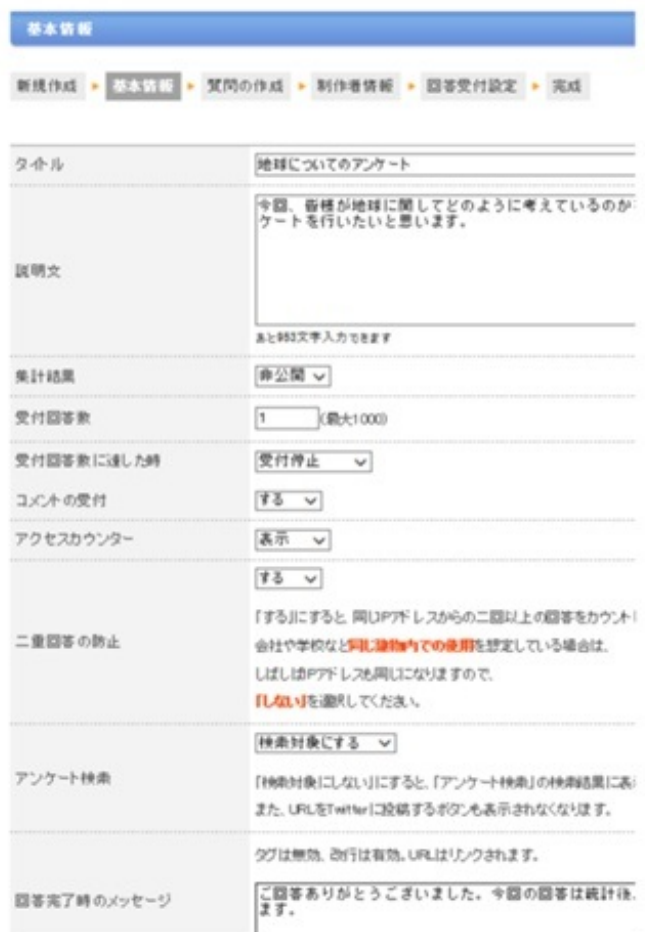 基本情報
新規作成 ▸ 基本情報 ▸ 質問の作成 ▸ 制作者情報 ▸ 回答受付設定 ▸ 完成
タイトル
地球についてのアンケート
説明文
今回、皆様が地球に関してどのように考えているのか
ケートを行いたいと思います。
あと953文字入力できます
集計結果
非公開
受付回答数
1 (最大1000)
受付回答数に達した時
受付停止
コメントの受付
する
アクセスカウンター
表示
二重回答の防止
する
「する」にすると、同じIPアドレスからの二回以上の回答をカウント
会社や学校など同じ建物内での使用を想定している場合は、
しばしばIPアドレスも同じになりますので、
「しない」を選択してください。
アンケート検索
検索対象にする
「検索対象にしない」にすると、「アンケート検索」の検索結果に表
また、URLをTwitterに投稿するボタンも表示されなくなります。
タグは無効、改行は有効。URLはリンクされます。
回答完了時のメッセージ
ご回答ありがとうございました。今回の回答は統計後、
ます。